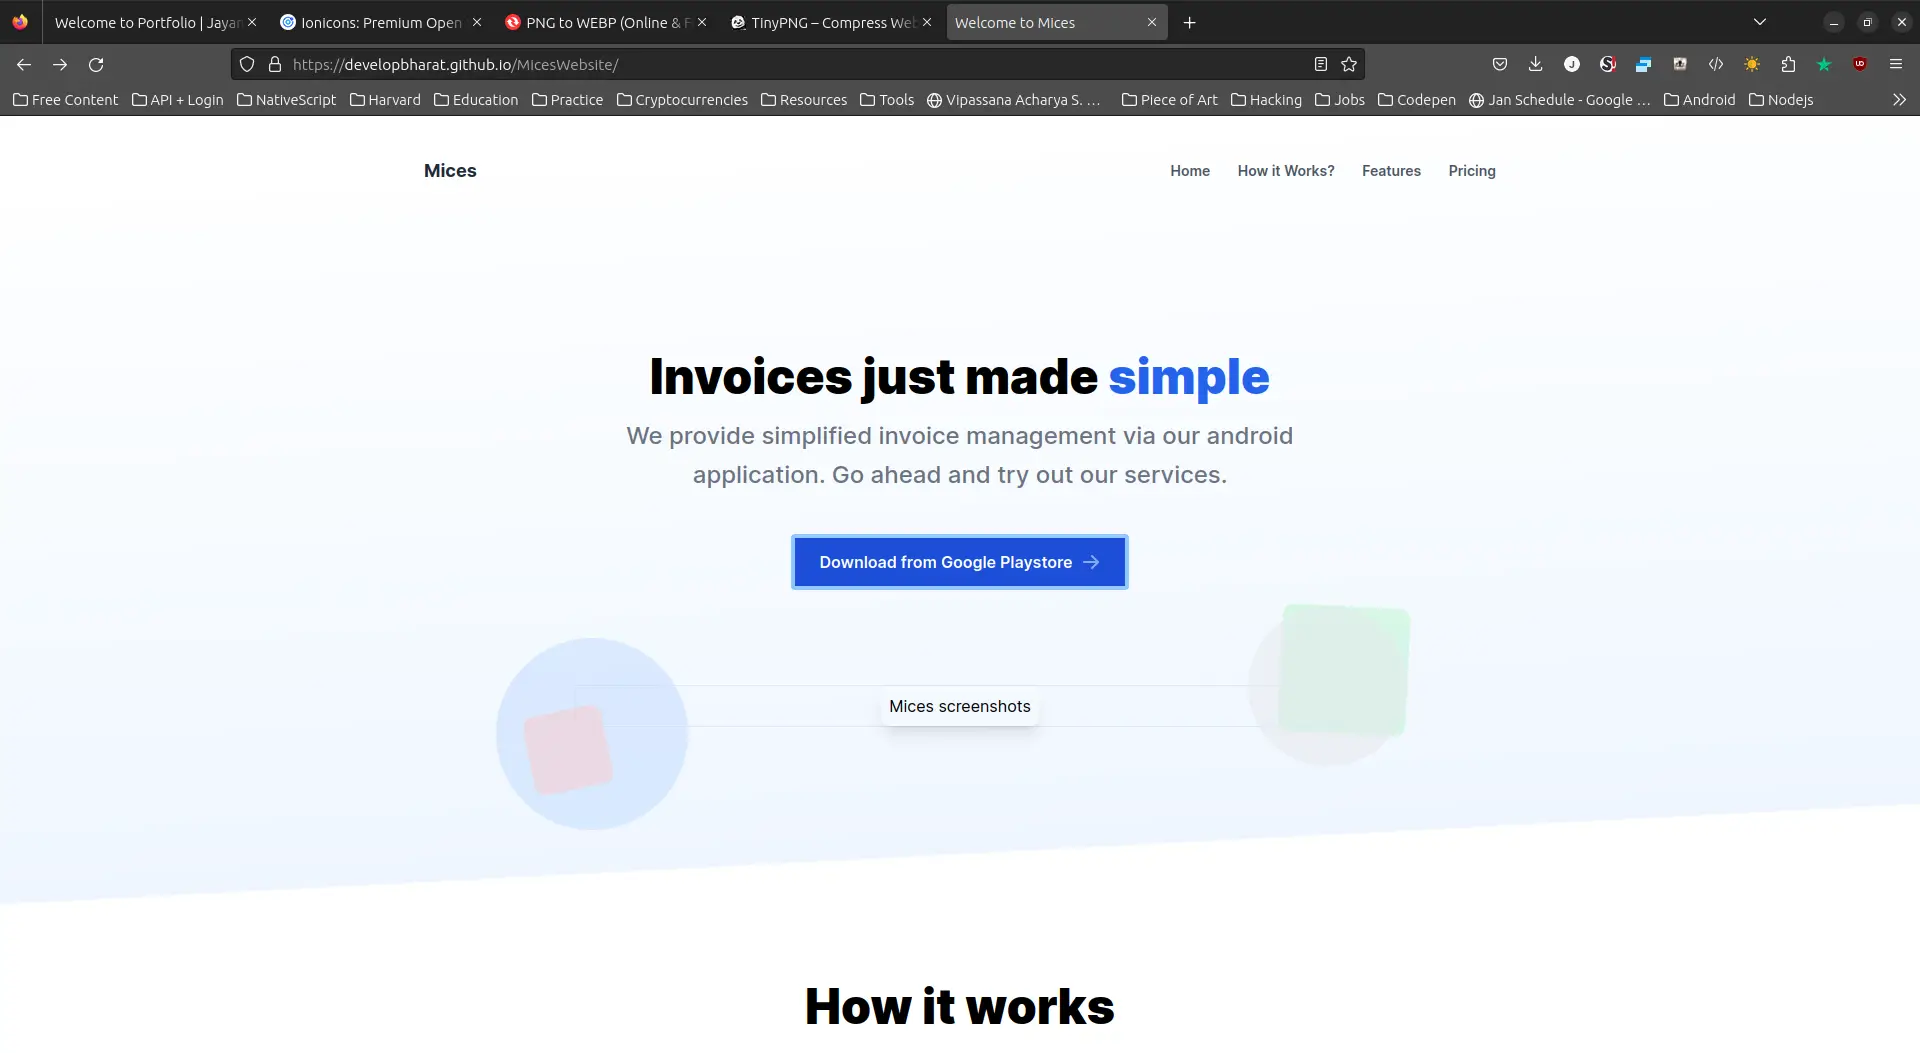 Welcome to Portfolio | Jayan
Ionicons: Premium Open
PNG to WEBP (Online & F
TinyPNG – Compress Web
Welcome to Mices
https://developbharat.github.io/MicesWebsite/
Free Content
API + Login
NativeScript
Harvard
Education
Practice
Cryptocurrencies
Resources
Tools
Vipassana Acharya S. ...
Piece of Art
Hacking
Jobs
Codepen
Jan Schedule - Google ...
Android
Nodejs
Mices
Home
How it Works?
Features
Pricing
Invoices just made simple
We provide simplified invoice management via our android
application. Go ahead and try out our services.
Download from Google Playstore
Mices screenshots
How it works